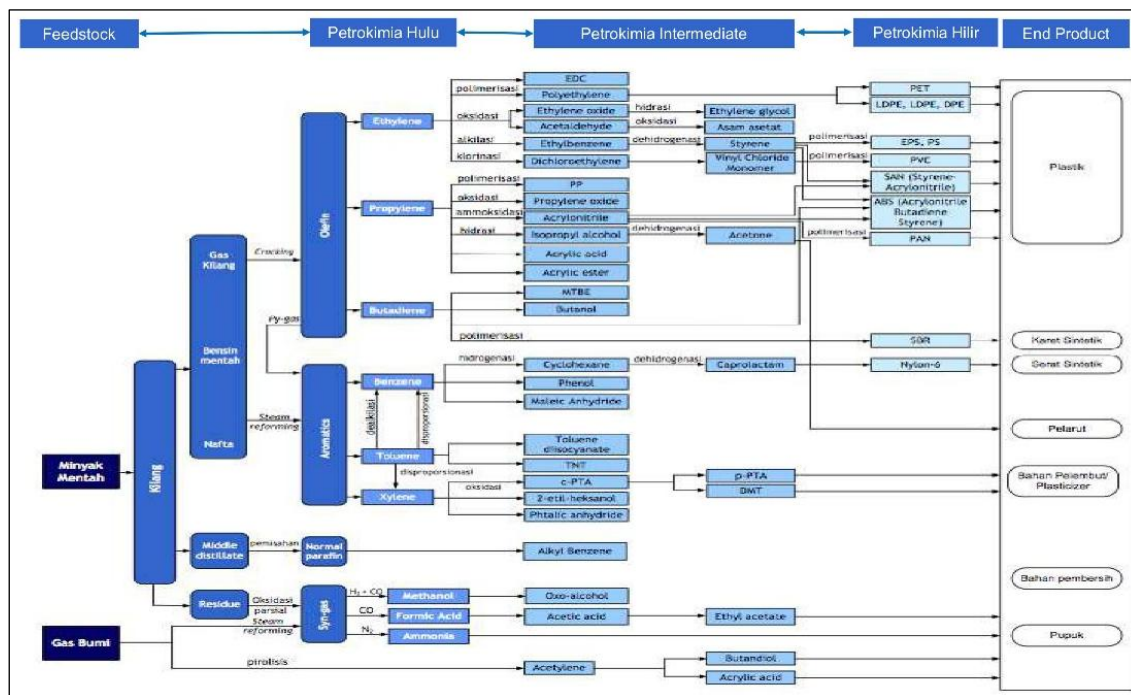 Feedstock
Petrokimia Hulu
Petrokimia Intermediate
Petrokimia Hilir
End Product
Minyak
Mentah
Gas Bumi
Kilang
Gas
Kilang
Bensin
mentah
Nafta
Middle
distillate
Residue
Cracking
Py-gas
Steam
reforming
pemisahan
Oksidasi
parsial
Steam
reforming
pirolisis
Olefin
Aromatics
Normal
parafin
Syn-gas
Ethylene
Propylene
Butadiene
Benzene
dealkilasi
disproporsionasi
Toluene
disproporsionasi
Xylene
H₂ + CO
Methanol
CO
Formic Acid
N₂
Ammonia
polimerisasi
oksidasi
alkilasi
klorinasi
EDC
Polyethylene
Ethylene oxide
hidrasi
Ethylene glycol
Acetaldehyde
oksidasi
Asam asetat
Ethylbenzene
dehidrogenasi
Styrene
Dichloroethylene
Vinyl Chloride
Monomer
polimerisasi
oksidasi
ammoksidasi
hidrasi
PP
Propylene oxide
Acrylonitrile
Isopropyl alcohol
dehidrogenasi
Acetone
Acrylic acid
Acrylic ester
MTBE
Butanol
polimerisasi
hidrogenasi
Cyclohexane
dehidrogenasi
Caprolactam
Phenol
Maleic Anhydride
Toluene
diisocyanate
TNT
oksidasi
c-PTA
p-PTA
DMT
2-etil-heksanol
Phtalic anhydride
Alkyl Benzene
Oxo-alcohol
Acetic acid
Ethyl acetate
Acetylene
Butandiol
Acrylic acid
PET
LDPE, LDPE, DPE
polimerisasi
EPS, PS
polimerisasi
PVC
SAN (Styrene-
Acrylonitrile)
ABS (Acrylonitrile
Butadiene
Styrene)
polimerisasi
PAN
SBR
Nylon-6
Plastik
Karet Sintetik
Serat Sintetik
Pelarut
Bahan Pelembut/
Plasticizer
Bahan pembersih
Pupuk